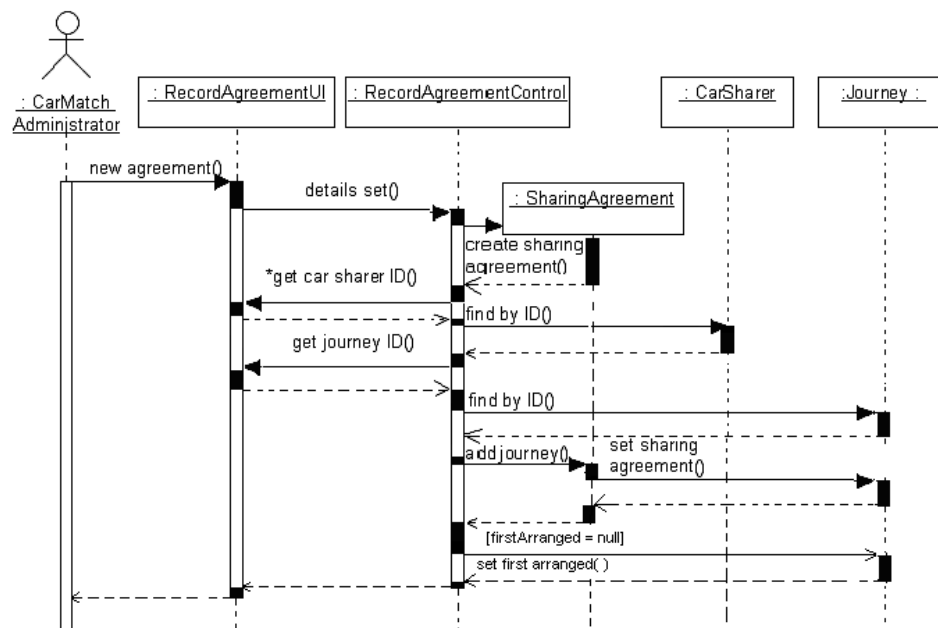 : CarMatch
Administrator
: RecordAgreementUI
: RecordAgreementControl
: CarSharer
:Journey :
new agreement()
details set()
: SharingAgreement
create sharing
agreement()
*get car sharer ID()
find by ID()
get journey ID()
find by ID()
add journey()
set sharing
agreement()
[firstArranged = null]
set first arranged( )